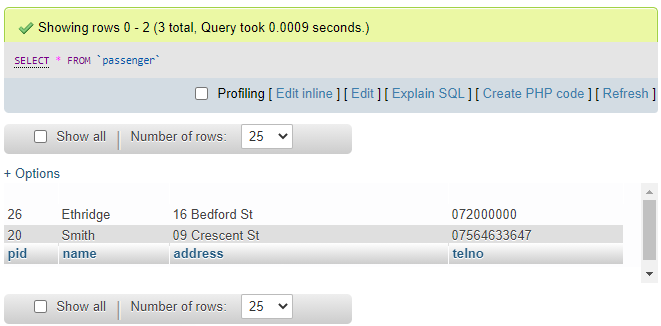 Showing rows 0 - 2 (3 total, Query took 0.0009 seconds.)
SELECT * FROM `passenger`
Profiling [ Edit inline ] [ Edit ] [ Explain SQL ] [ Create PHP code ] [ Refresh ]
Show all | Number of rows: 25
+ Options
26 Ethridge 16 Bedford St 072000000
20 Smith 09 Crescent St 07564633647
pid name address telno
Show all | Number of rows: 25